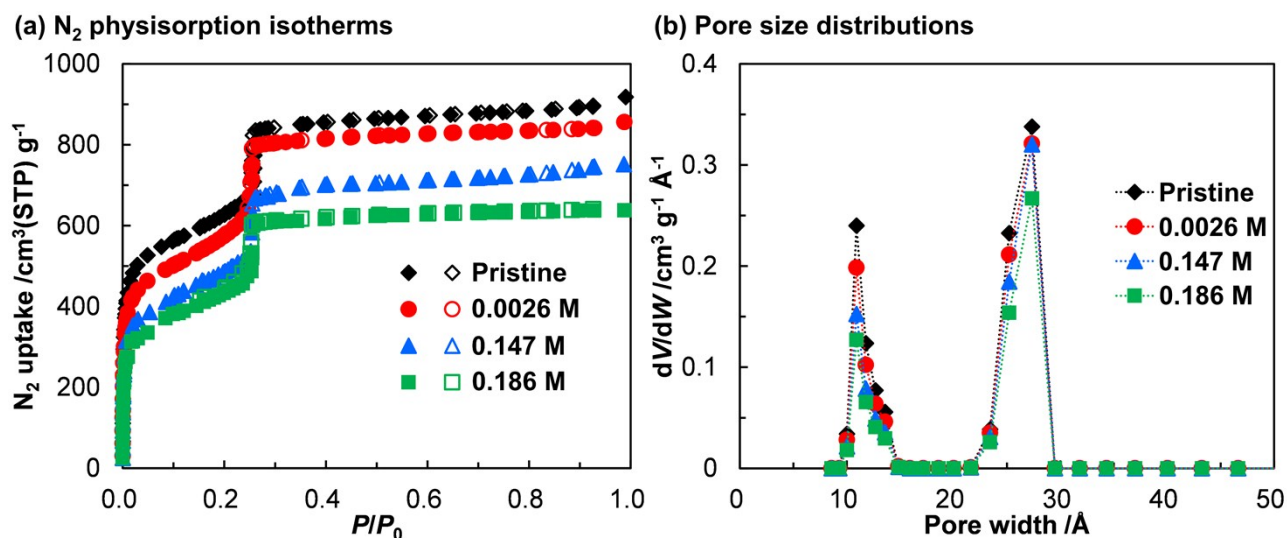 (a) N₂ physisorption isotherms
N₂ uptake /cm³(STP) g⁻¹
1000
800
600
400
200
0
0.0 0.2 0.4 0.6 0.8 1.0
P/P₀
Pristine
0.0026 M
0.147 M
0.186 M
(b) Pore size distributions
dV/dW /cm³ g⁻¹ Å⁻¹
0.4
0.3
0.2
0.1
0
0 10 20 30 40 50
Pore width /Å
Pristine
0.0026 M
0.147 M
0.186 M